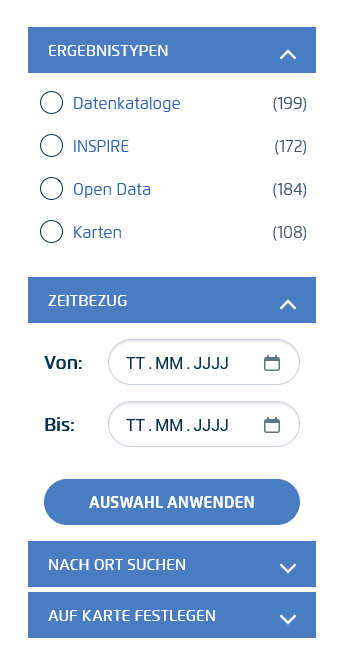 ERGEBNISTYPEN
Datenkataloge (199)
INSPIRE (172)
Open Data (184)
Karten (108)
ZEITBEZUG
Von: TT . MM . JJJJ
Bis: TT . MM . JJJJ
AUSWAHL ANWENDEN
NACH ORT SUCHEN
AUF KARTE FESTLEGEN